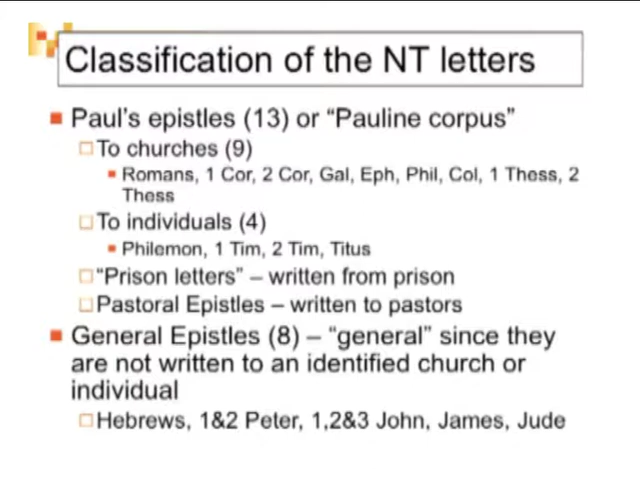 Classification of the NT letters
Paul's epistles (13) or “Pauline corpus”
To churches (9)
Romans, 1 Cor, 2 Cor, Gal, Eph, Phil, Col, 1 Thess, 2
Thess
To individuals (4)
Philemon, 1 Tim, 2 Tim, Titus
“Prison letters” – written from prison
Pastoral Epistles – written to pastors
General Epistles (8) – “general” since they
are not written to an identified church or
individual
Hebrews, 1&2 Peter, 1,2&3 John, James, Jude